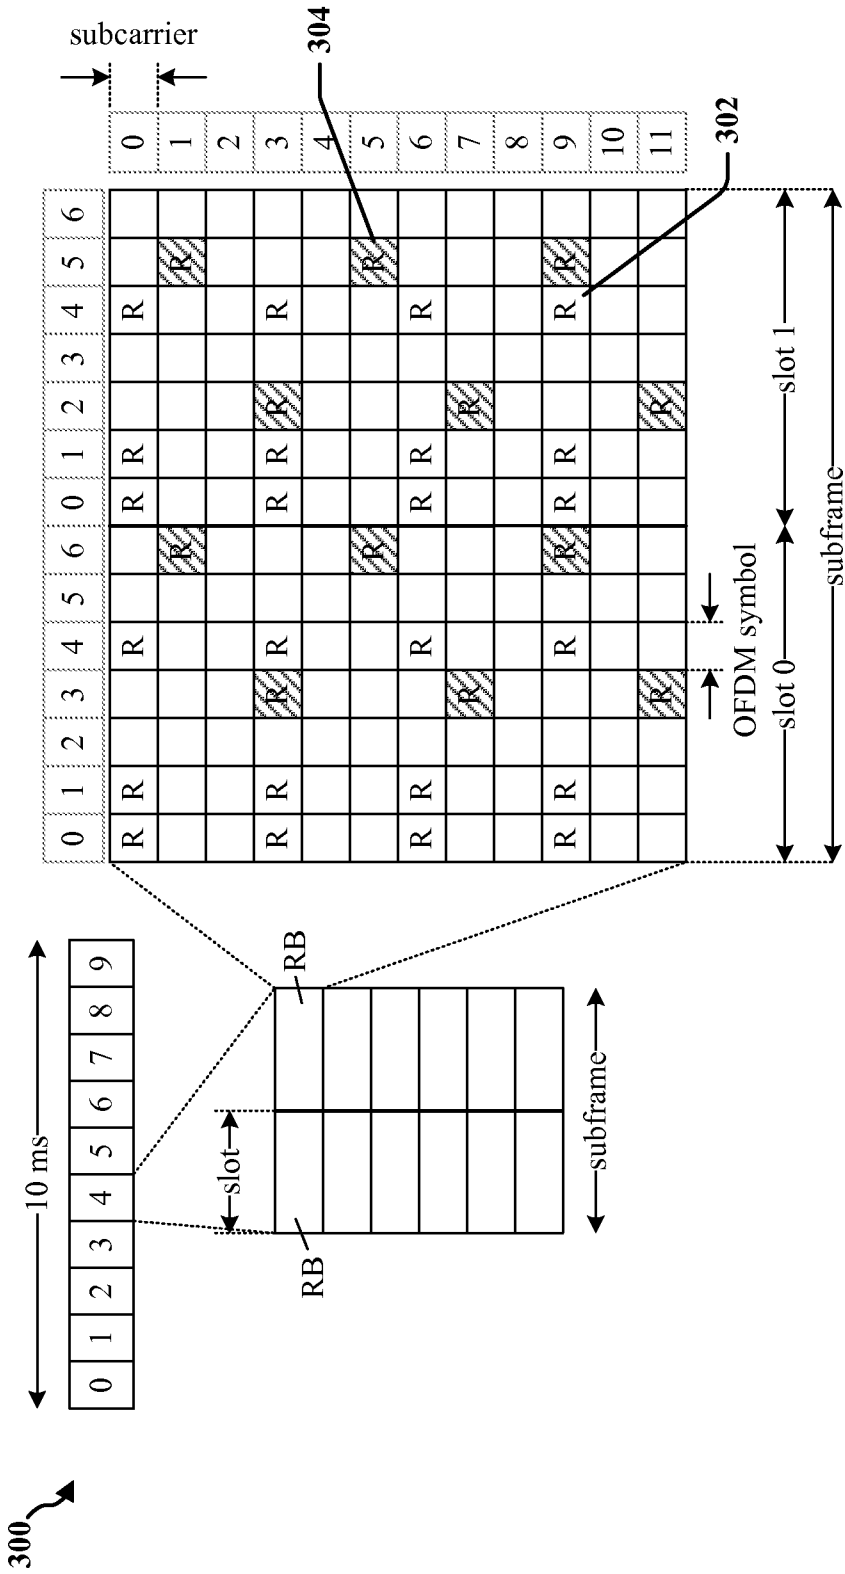 300
10 ms
0 1 2 3 4 5 6 0 1 2 3 4 5 6
0 1 2 3 4 5 6 7 8 9
subcarrier
R R R R R R 0
R R 1
2
slot
R R R R R R R R 3
RB
RB
304
4
R R 5
R R R R R R 6
R R 7
8
R R R R R R R R 9
subframe
10
R R 11
302
OFDM symbol
slot 0
slot 1
subframe